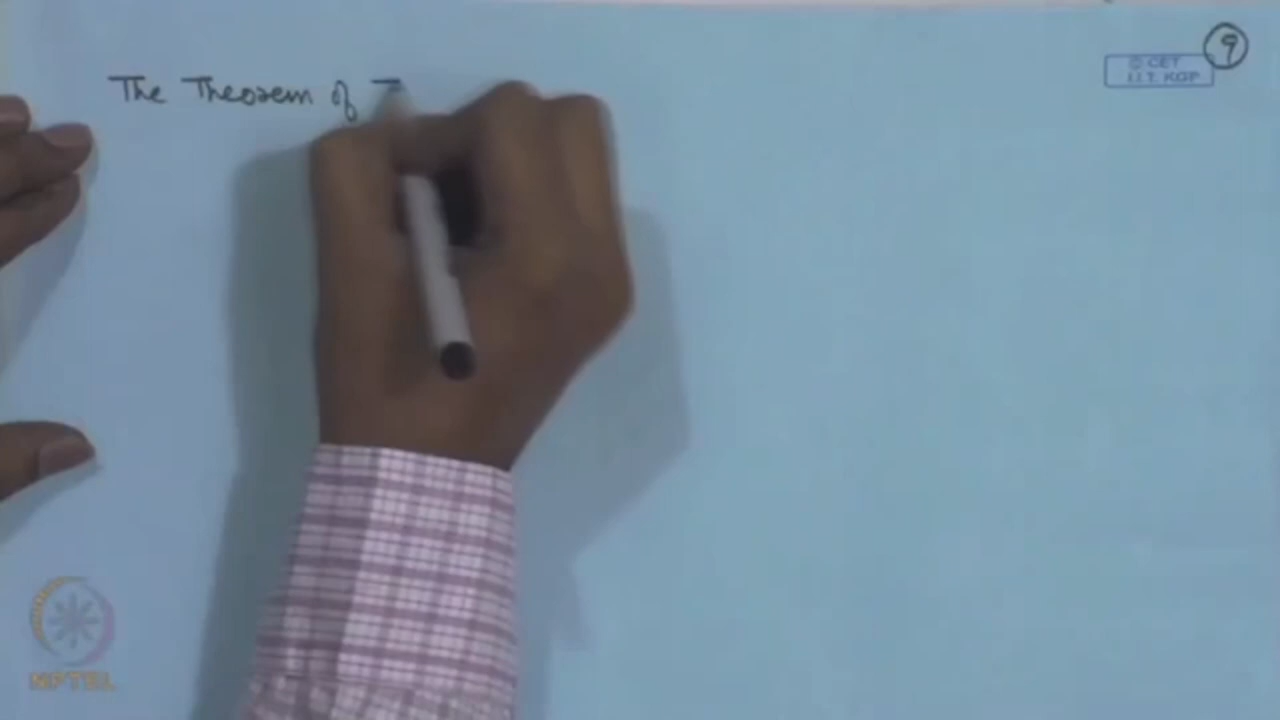 The Theorem of T
9
© CET
I.I.T. KGP
NPTEL